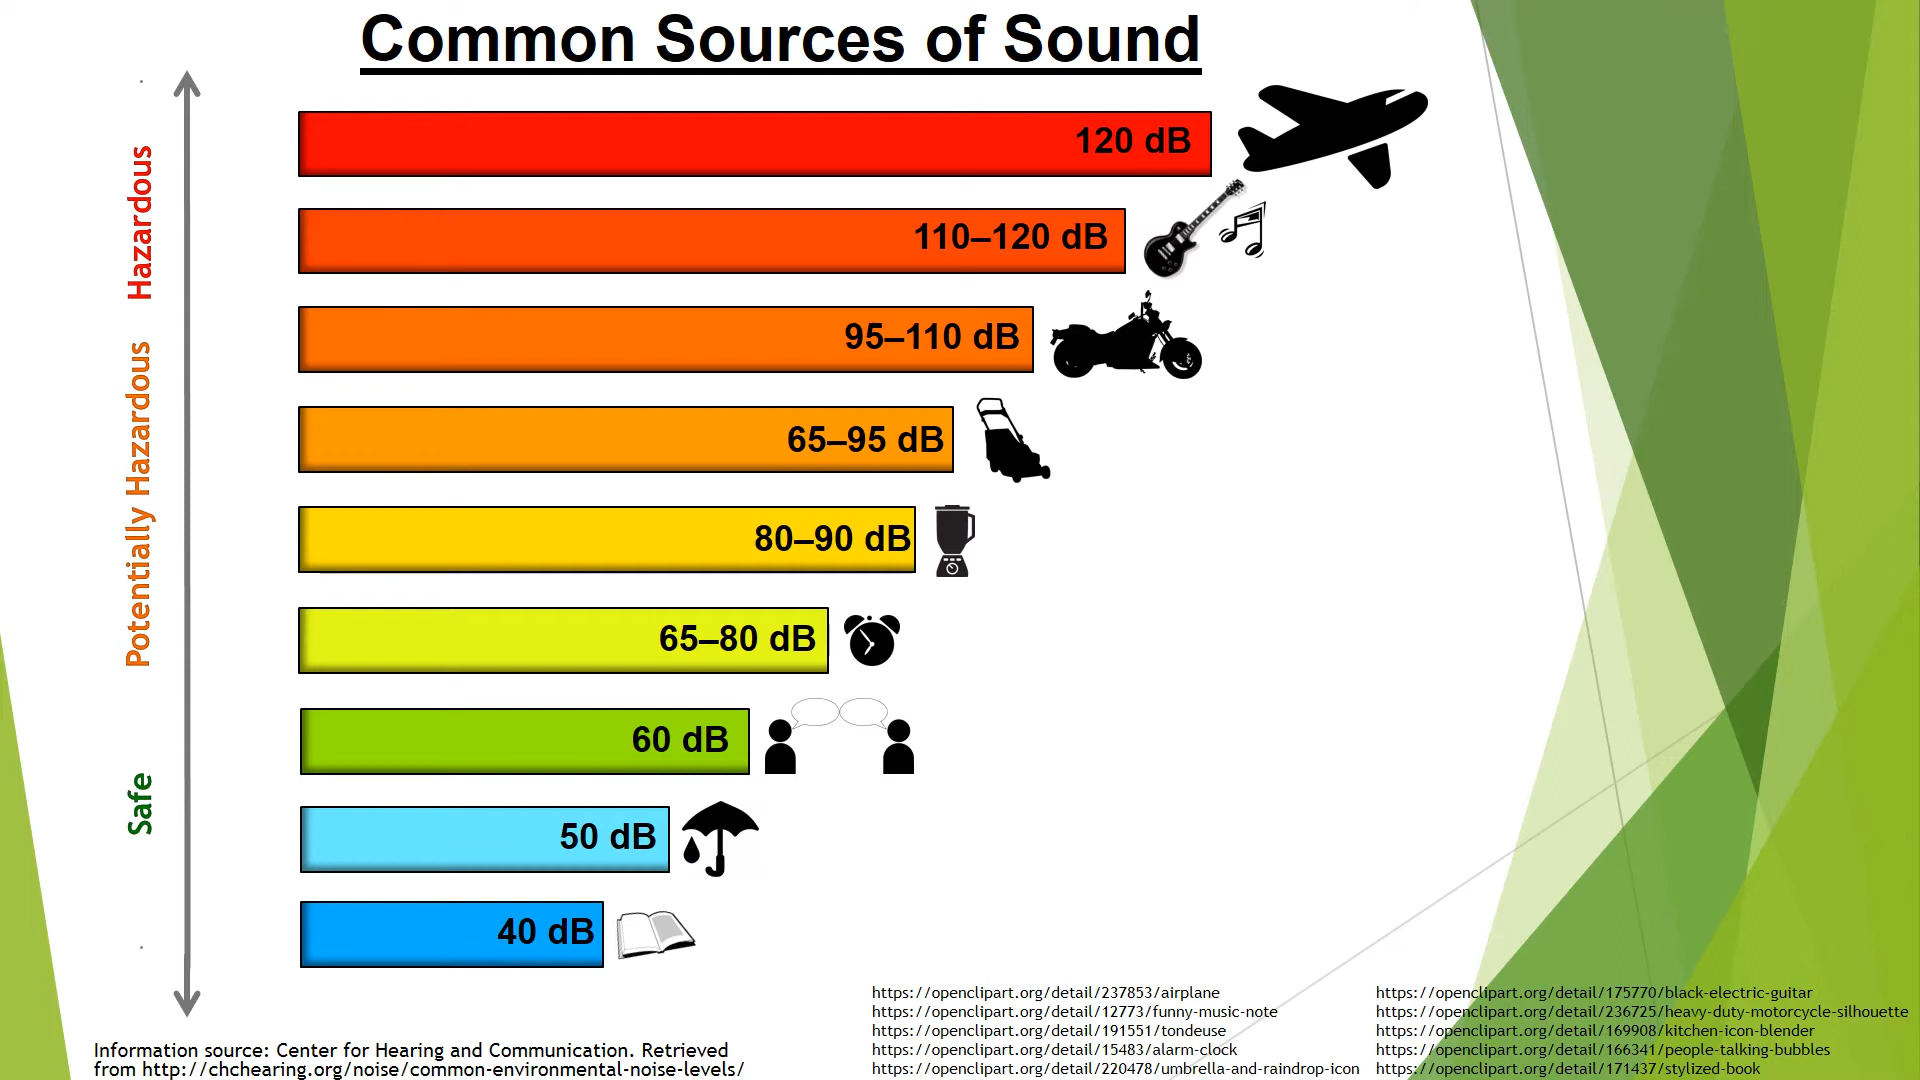 Common Sources of Sound
Hazardous
120 dB
110–120 dB
Potentially Hazardous
95–110 dB
65–95 dB
80–90 dB
65–80 dB
Safe
60 dB
50 dB
40 dB
Information source: Center for Hearing and Communication. Retrieved
from http://chchearing.org/noise/common-environmental-noise-levels/
https://openclipart.org/detail/237853/airplane
https://openclipart.org/detail/12773/funny-music-note
https://openclipart.org/detail/191551/tondeuse
https://openclipart.org/detail/15483/alarm-clock
https://openclipart.org/detail/220478/umbrella-and-raindrop-icon
https://openclipart.org/detail/175770/black-electric-guitar
https://openclipart.org/detail/236725/heavy-duty-motorcycle-silhouette
https://openclipart.org/detail/169908/kitchen-icon-blender
https://openclipart.org/detail/166341/people-talking-bubbles
https://openclipart.org/detail/171437/stylized-book